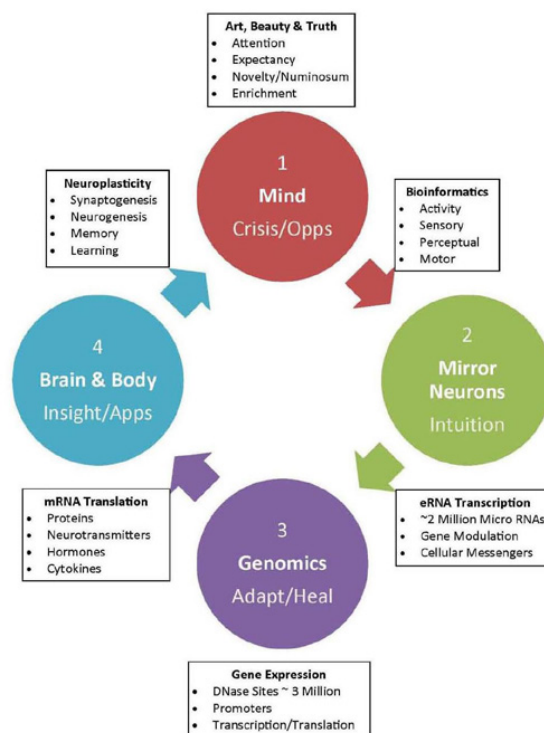 Art, Beauty & Truth
• Attention
• Expectancy
• Novelty/Numinosum
• Enrichment
1
Mind
Crisis/Opps
Neuroplasticity
• Synaptogenesis
• Neurogenesis
• Memory
• Learning
Bioinformatics
• Activity
• Sensory
• Perceptual
• Motor
4
Brain & Body
Insight/Apps
2
Mirror
Neurons
Intuition
mRNA Translation
• Proteins
• Neurotransmitters
• Hormones
• Cytokines
3
Genomics
Adapt/Heal
eRNA Transcription
• ~2 Million Micro RNAs
• Gene Modulation
• Cellular Messengers
Gene Expression
• DNase Sites ~ 3 Million
• Promoters
• Transcription/Translation